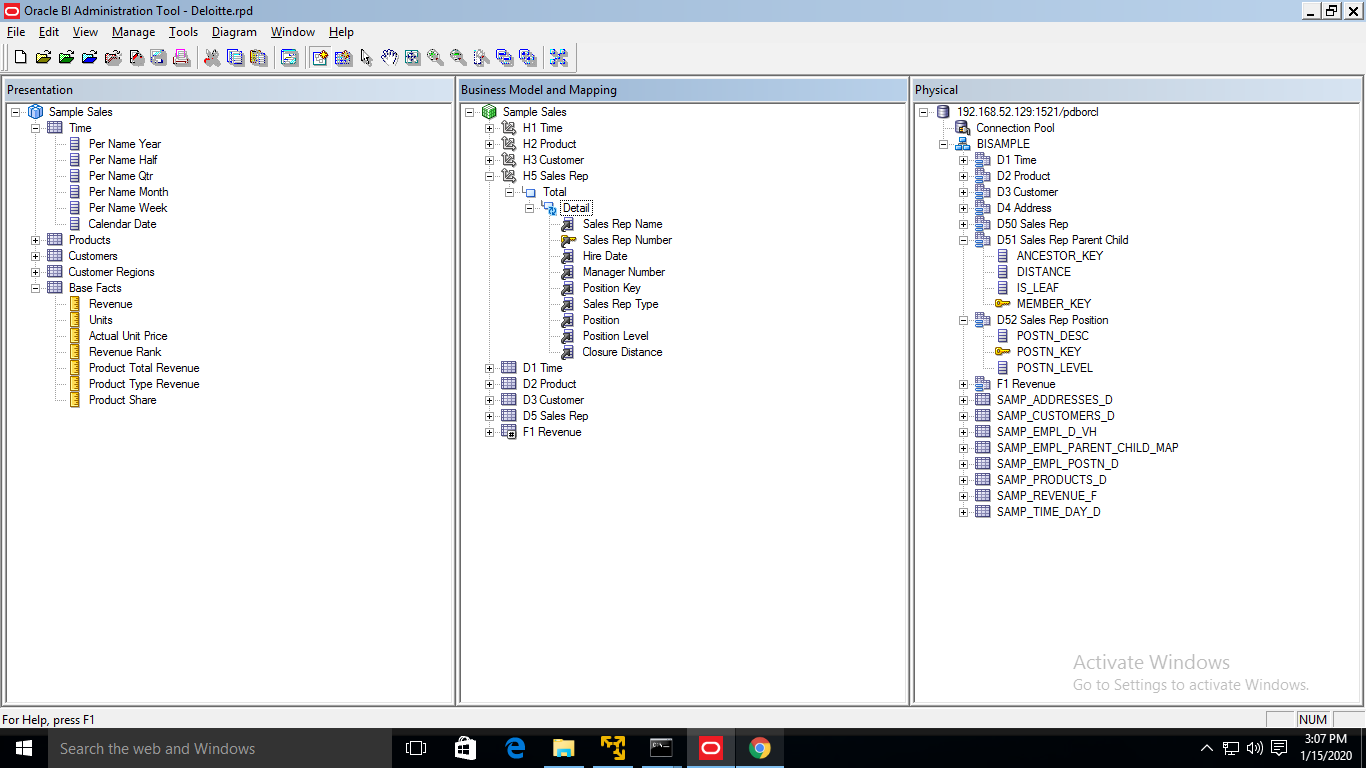 Oracle BI Administration Tool - Deloitte.rpd
File Edit View Manage Tools Diagram Window Help
Presentation
Sample Sales
Time
Per Name Year
Per Name Half
Per Name Qtr
Per Name Month
Per Name Week
Calendar Date
Products
Customers
Customer Regions
Base Facts
Revenue
Units
Actual Unit Price
Revenue Rank
Product Total Revenue
Product Type Revenue
Product Share
Business Model and Mapping
Sample Sales
H1 Time
H2 Product
H3 Customer
H5 Sales Rep
Total
Detail
Sales Rep Name
Sales Rep Number
Hire Date
Manager Number
Position Key
Sales Rep Type
Position
Position Level
Closure Distance
D1 Time
D2 Product
D3 Customer
D5 Sales Rep
F1 Revenue
Physical
192.168.52.129:1521/pdborcl
Connection Pool
BISAMPLE
D1 Time
D2 Product
D3 Customer
D4 Address
D50 Sales Rep
D51 Sales Rep Parent Child
ANCESTOR_KEY
DISTANCE
IS_LEAF
MEMBER_KEY
D52 Sales Rep Position
POSTN_DESC
POSTN_KEY
POSTN_LEVEL
F1 Revenue
SAMP_ADDRESSES_D
SAMP_CUSTOMERS_D
SAMP_EMPL_D_VH
SAMP_EMPL_PARENT_CHILD_MAP
SAMP_EMPL_POSTN_D
SAMP_PRODUCTS_D
SAMP_REVENUE_F
SAMP_TIME_DAY_D
Activate Windows
Go to Settings to activate Windows.
For Help, press F1
NUM
Search the web and Windows
3:07 PM
1/15/2020